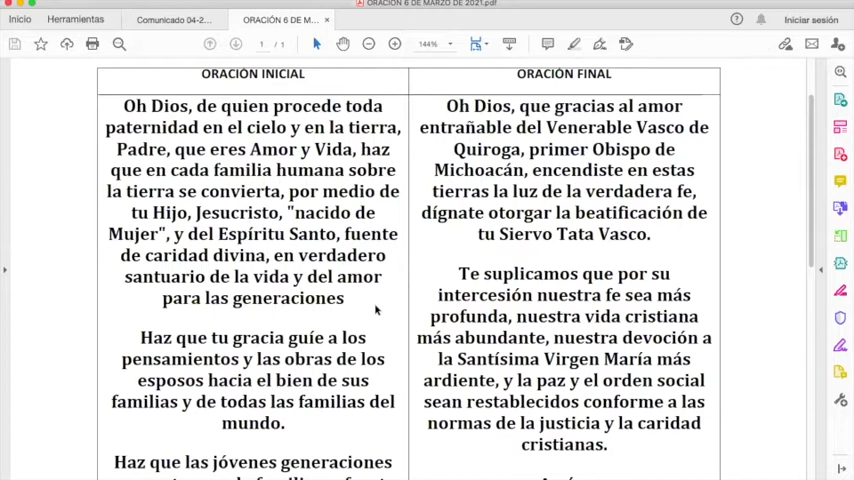 ORACIÓN 6 DE MARZO DE 2021.pdf
Inicio
Herramientas
Comunicado 04-2...
ORACIÓN 6 DE M...
×
Iniciar sesión
1 / 1
144%
ORACIÓN INICIAL
Oh Dios, de quien procede toda
paternidad en el cielo y en la tierra,
Padre, que eres Amor y Vida, haz
que en cada familia humana sobre
la tierra se convierta, por medio de
tu Hijo, Jesucristo, "nacido de
Mujer", y del Espíritu Santo, fuente
de caridad divina, en verdadero
santuario de la vida y del amor
para las generaciones
Haz que tu gracia guíe a los
pensamientos y las obras de los
esposos hacia el bien de sus
familias y de todas las familias del
mundo.
Haz que las jóvenes generaciones
ORACIÓN FINAL
Oh Dios, que gracias al amor
entrañable del Venerable Vasco de
Quiroga, primer Obispo de
Michoacán, encendiste en estas
tierras la luz de la verdadera fe,
dígnate otorgar la beatificación de
tu Siervo Tata Vasco.
Te suplicamos que por su
intercesión nuestra fe sea más
profunda, nuestra vida cristiana
más abundante, nuestra devoción a
la Santísima Virgen María más
ardiente, y la paz y el orden social
sean restablecidos conforme a las
normas de la justicia y la caridad
cristianas.